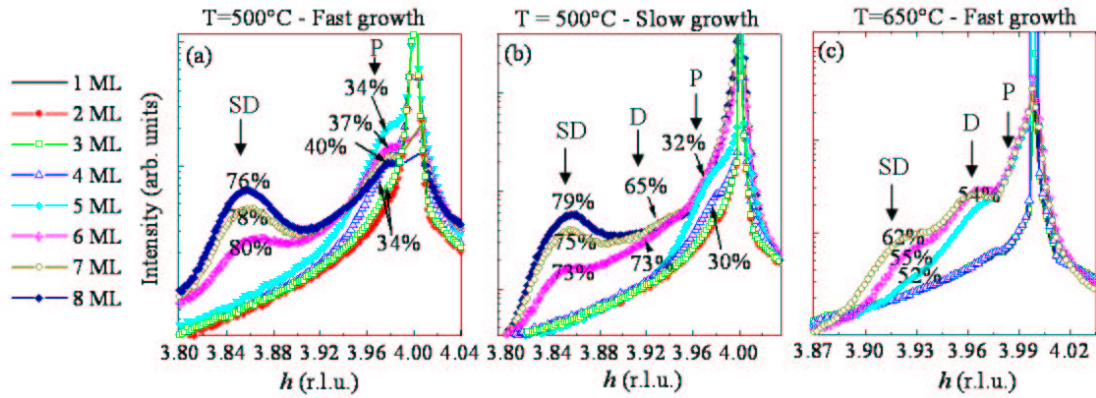 T=500°C - Fast growth
T = 500°C - Slow growth
T=650°C - Fast growth
1 ML
2 ML
3 ML
4 ML
5 ML
6 ML
7 ML
8 ML
Intensity (arb. units)
(a)
P
34%
37%
40%
SD
76%
78%
80%
34%
3.80 3.84 3.88 3.92 3.96 4.00 4.04
h (r.l.u.)
(b)
P
D
SD
32%
65%
79%
75%
73%
73%
30%
3.80 3.84 3.88 3.92 3.96 4.00
h (r.l.u.)
(c)
P
D
SD
54%
62%
55%
52%
3.87 3.90 3.93 3.96 3.99 4.02
h (r.l.u.)